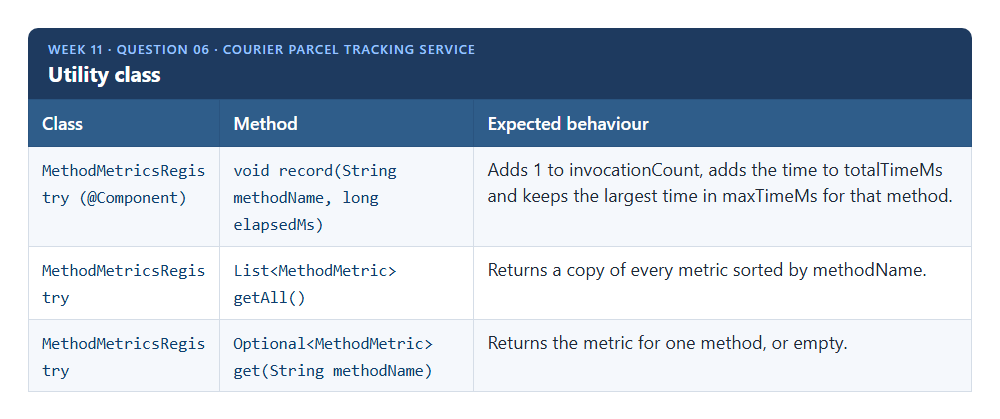 WEEK 11 · QUESTION 06 · COURIER PARCEL TRACKING SERVICE
Utility class
Class Method Expected behaviour
MethodMetricsRegis
try (@Component)
void record(String
methodName, long
elapsedMs)
Adds 1 to invocationCount, adds the time to totalTimeMs
and keeps the largest time in maxTimeMs for that method.
MethodMetricsRegis
try
List<MethodMetric>
getAll()
Returns a copy of every metric sorted by methodName.
MethodMetricsRegis
try
Optional<MethodMetric>
get(String methodName)
Returns the metric for one method, or empty.